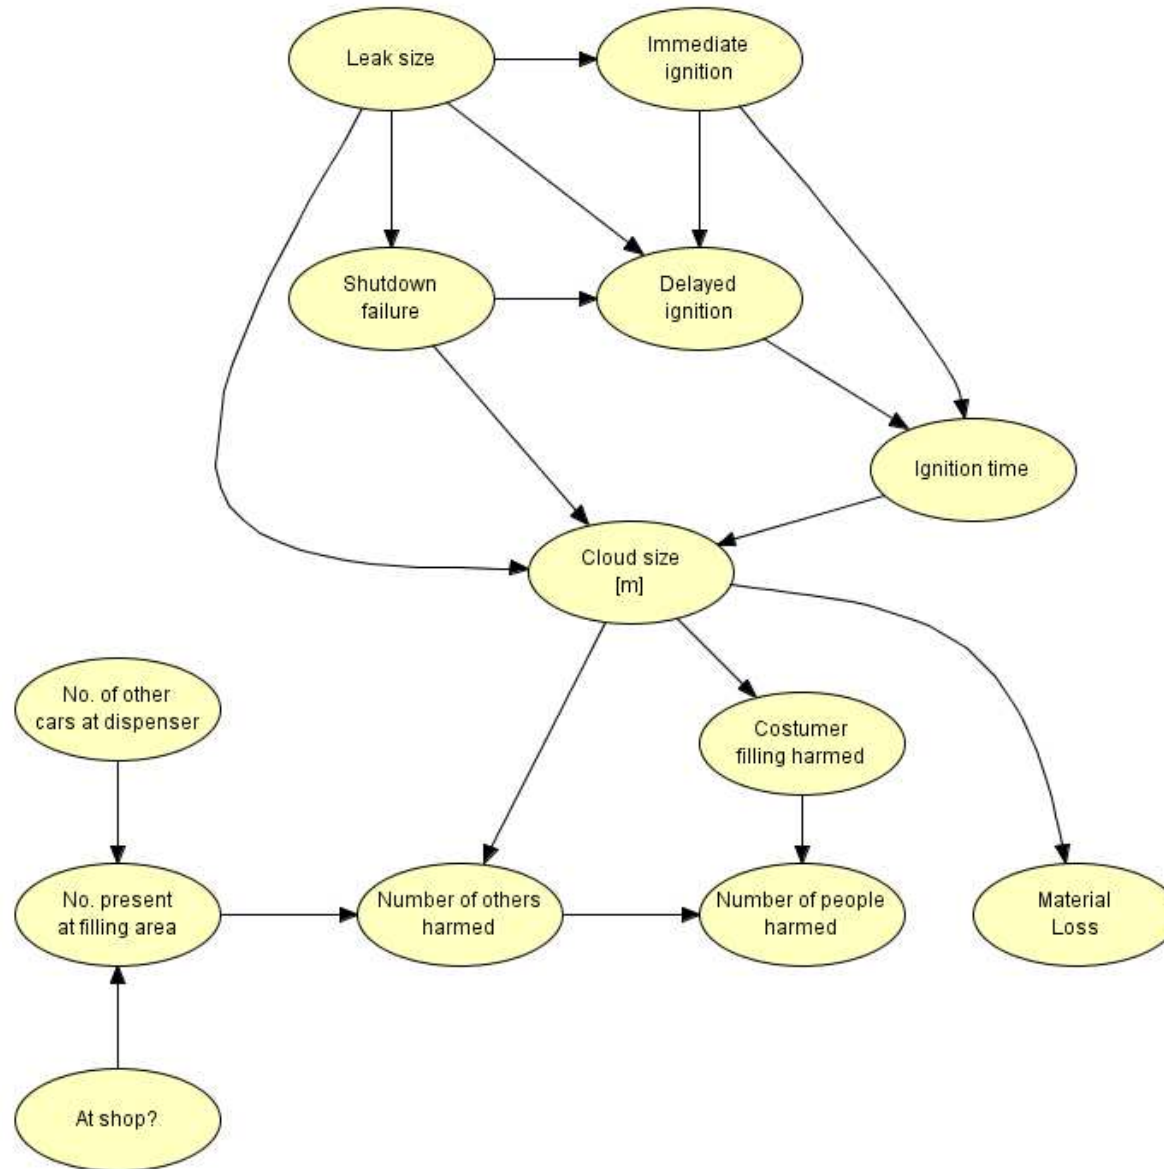 Leak size
Immediate
ignition
Shutdown
failure
Delayed
ignition
Ignition time
Cloud size
[m]
No. of other
cars at dispenser
Costumer
filling harmed
No. present
at filling area
Number of others
harmed
Number of people
harmed
Material
Loss
At shop?